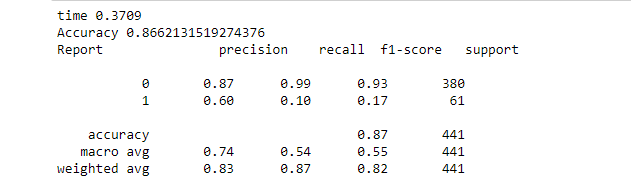 time 0.3709
Accuracy 0.8662131519274376
Report precision recall f1-score support
0 0.87 0.99 0.93 380
1 0.60 0.10 0.17 61
accuracy 0.87 441
macro avg 0.74 0.54 0.55 441
weighted avg 0.83 0.87 0.82 441